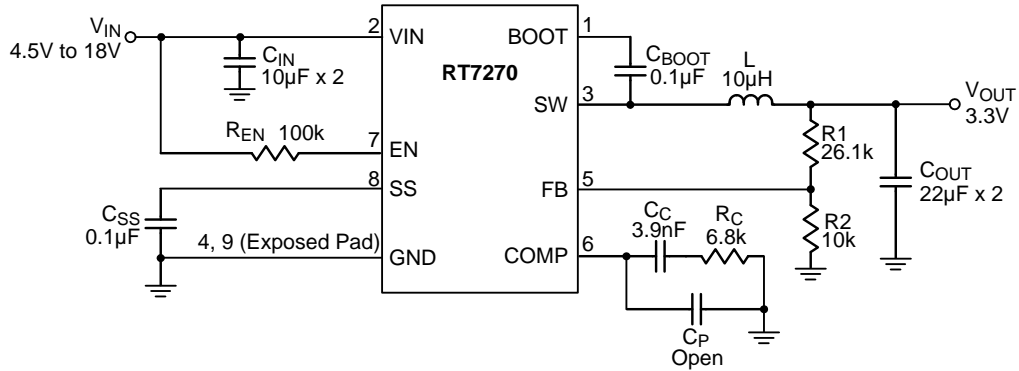 VIN
4.5V to 18V
CIN
10µF x 2
2
VIN
RT7270
BOOT
1
CBOOT
0.1µF
L
10µH
SW
3
VOUT
3.3V
REN 100k
7
EN
R1
26.1k
COUT
22µF x 2
8
SS
FB
5
CSS
0.1µF
CC
3.9nF
RC
6.8k
R2
10k
4, 9 (Exposed Pad)
GND
COMP
6
CP
Open